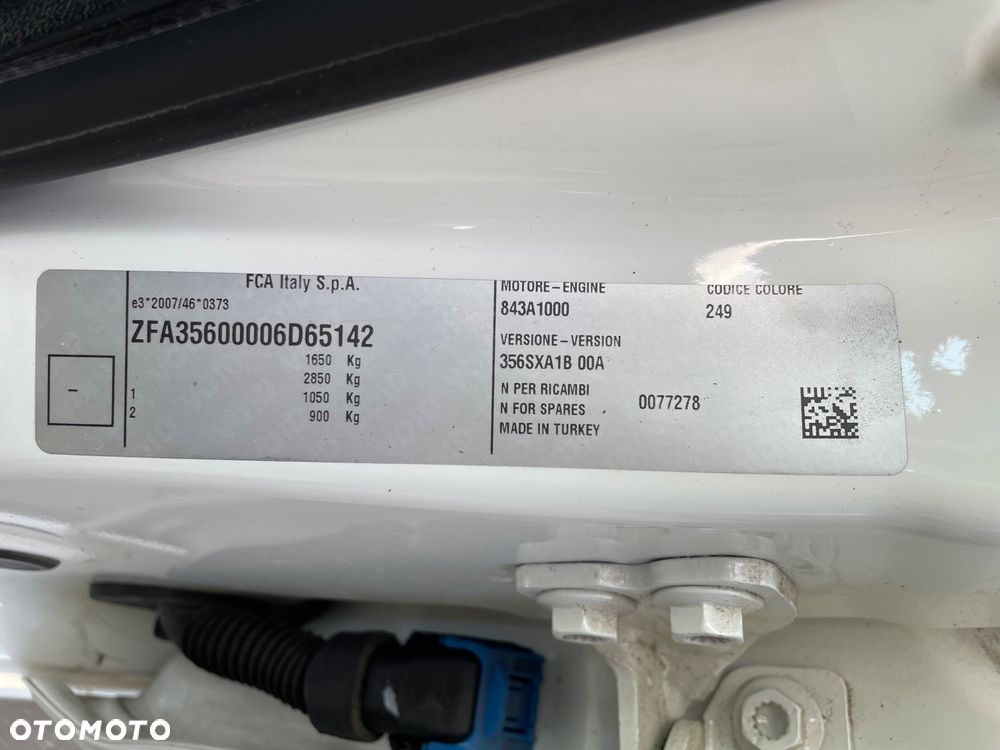 FCA Italy S.p.A.
e3*2007/46*0373
ZFA35600006D65142
1650 Kg
2850 Kg
1 1050 Kg
2 900 Kg
-
MOTORE-ENGINE
843A1000
CODICE COLORE
249
VERSIONE-VERSION
356SXA1B 00A
N PER RICAMBI
N FOR SPARES 0077278
MADE IN TURKEY
OTOMOTO